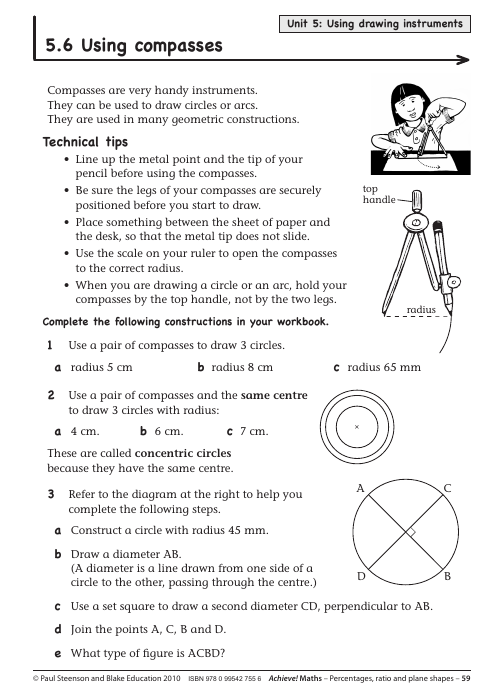 Unit 5: Using drawing instruments
5.6 Using compasses
Compasses are very handy instruments.
They can be used to draw circles or arcs.
They are used in many geometric constructions.
Technical tips
• Line up the metal point and the tip of your
pencil before using the compasses.
• Be sure the legs of your compasses are securely
positioned before you start to draw.
• Place something between the sheet of paper and
the desk, so that the metal tip does not slide.
• Use the scale on your ruler to open the compasses
to the correct radius.
• When you are drawing a circle or an arc, hold your
compasses by the top handle, not by the two legs.
top
handle
radius
Complete the following constructions in your workbook.
1 Use a pair of compasses to draw 3 circles.
a radius 5 cm b radius 8 cm c radius 65 mm
2 Use a pair of compasses and the same centre
to draw 3 circles with radius:
a 4 cm. b 6 cm. c 7 cm.
These are called concentric circles
because they have the same centre.
3 Refer to the diagram at the right to help you
complete the following steps.
a Construct a circle with radius 45 mm.
b Draw a diameter AB.
(A diameter is a line drawn from one side of a
circle to the other, passing through the centre.)
A C
D B
c Use a set square to draw a second diameter CD, perpendicular to AB.
d Join the points A, C, B and D.
e What type of figure is ACBD?
© Paul Steenson and Blake Education 2010 ISBN 978 0 99542 755 6 Achieve! Maths – Percentages, ratio and plane shapes – 59